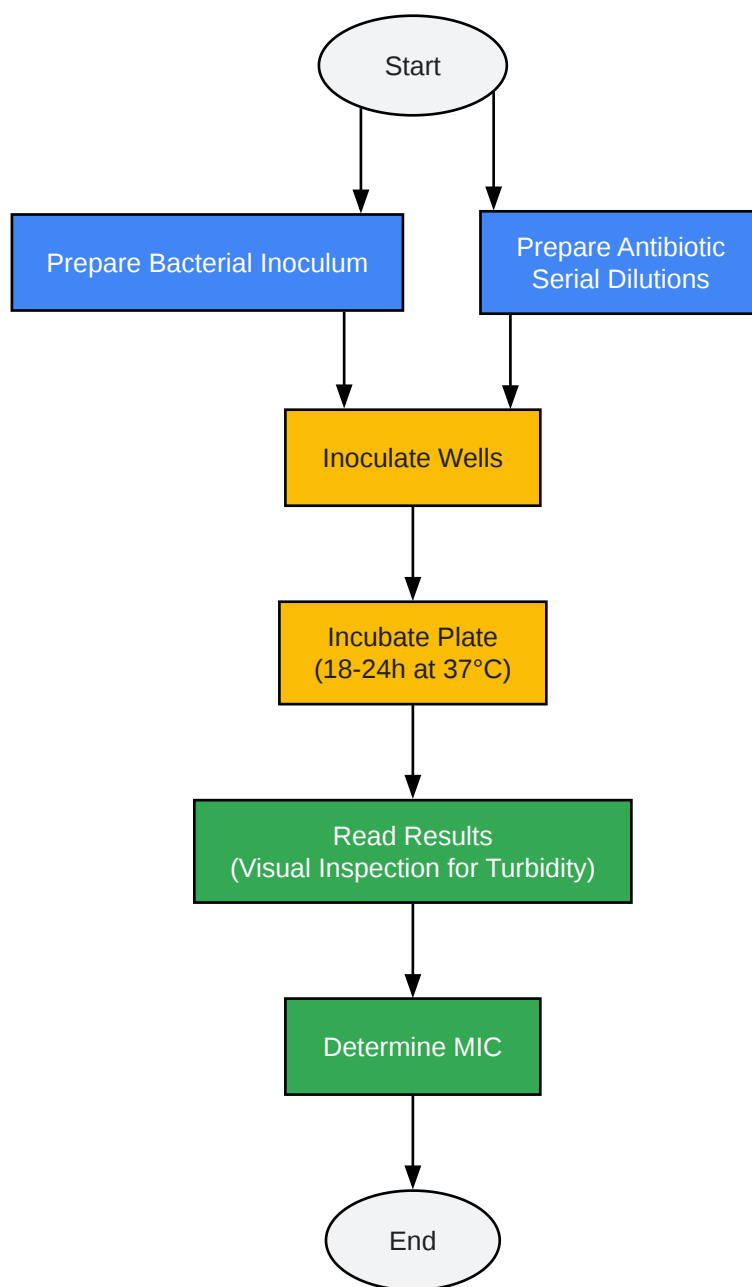 Start
Prepare Bacterial Inoculum
Prepare Antibiotic
Serial Dilutions
Inoculate Wells
Incubate Plate
(18-24h at 37°C)
Read Results
(Visual Inspection for Turbidity)
Determine MIC
End